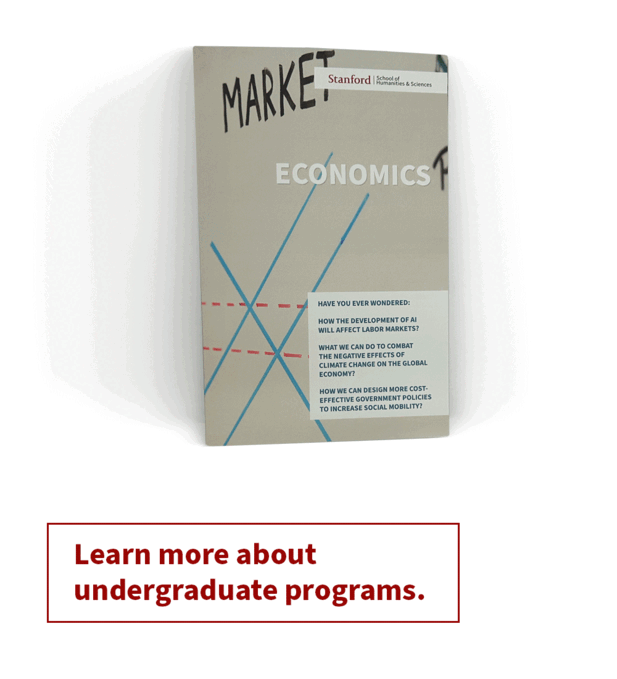 MARKET
Stanford
School of
Humanities & Sciences
ECONOMICS
HAVE YOU EVER WONDERED:
HOW THE DEVELOPMENT OF AI
WILL AFFECT LABOR MARKETS?
WHAT WE CAN DO TO COMBAT
THE NEGATIVE EFFECTS OF
CLIMATE CHANGE ON THE GLOBAL
ECONOMY?
HOW WE CAN DESIGN MORE COST-
EFFECTIVE GOVERNMENT POLICIES
TO INCREASE SOCIAL MOBILITY?
Learn more about
undergraduate programs.